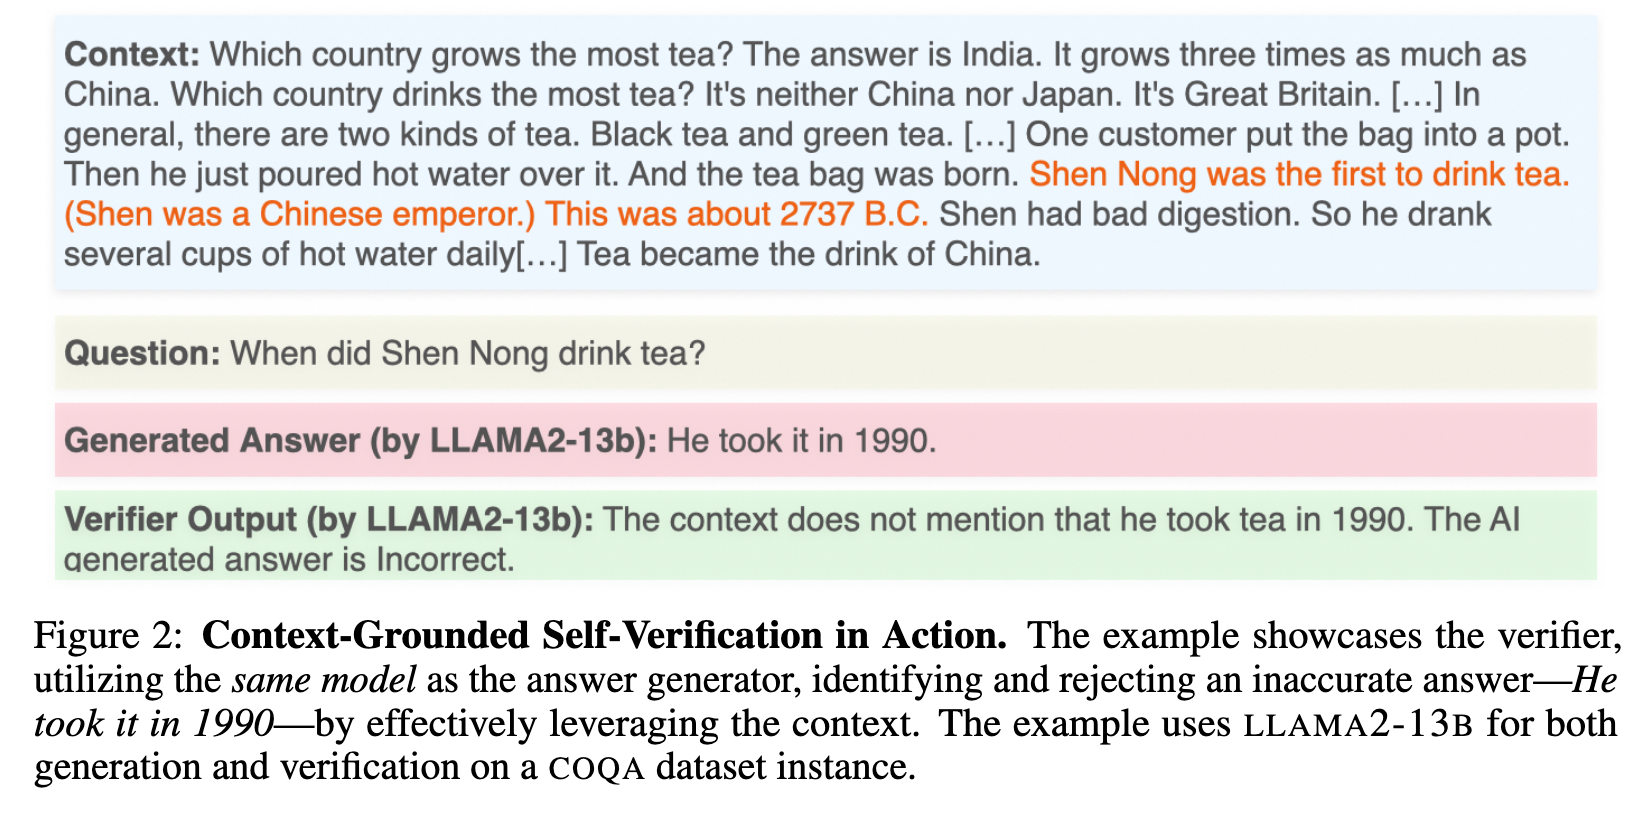 Context: Which country grows the most tea? The answer is India. It grows three times as much as
China. Which country drinks the most tea? It's neither China nor Japan. It's Great Britain. [...] In
general, there are two kinds of tea. Black tea and green tea. [...] One customer put the bag into a pot.
Then he just poured hot water over it. And the tea bag was born. Shen Nong was the first to drink tea.
(Shen was a Chinese emperor.) This was about 2737 B.C. Shen had bad digestion. So he drank
several cups of hot water daily[...] Tea became the drink of China.
Question: When did Shen Nong drink tea?
Generated Answer (by LLAMA2-13b): He took it in 1990.
Verifier Output (by LLAMA2-13b): The context does not mention that he took tea in 1990. The AI
generated answer is Incorrect.
Figure 2: Context-Grounded Self-Verification in Action. The example showcases the verifier,
utilizing the same model as the answer generator, identifying and rejecting an inaccurate answer—He
took it in 1990—by effectively leveraging the context. The example uses LLAMA2-13B for both
generation and verification on a COQA dataset instance.